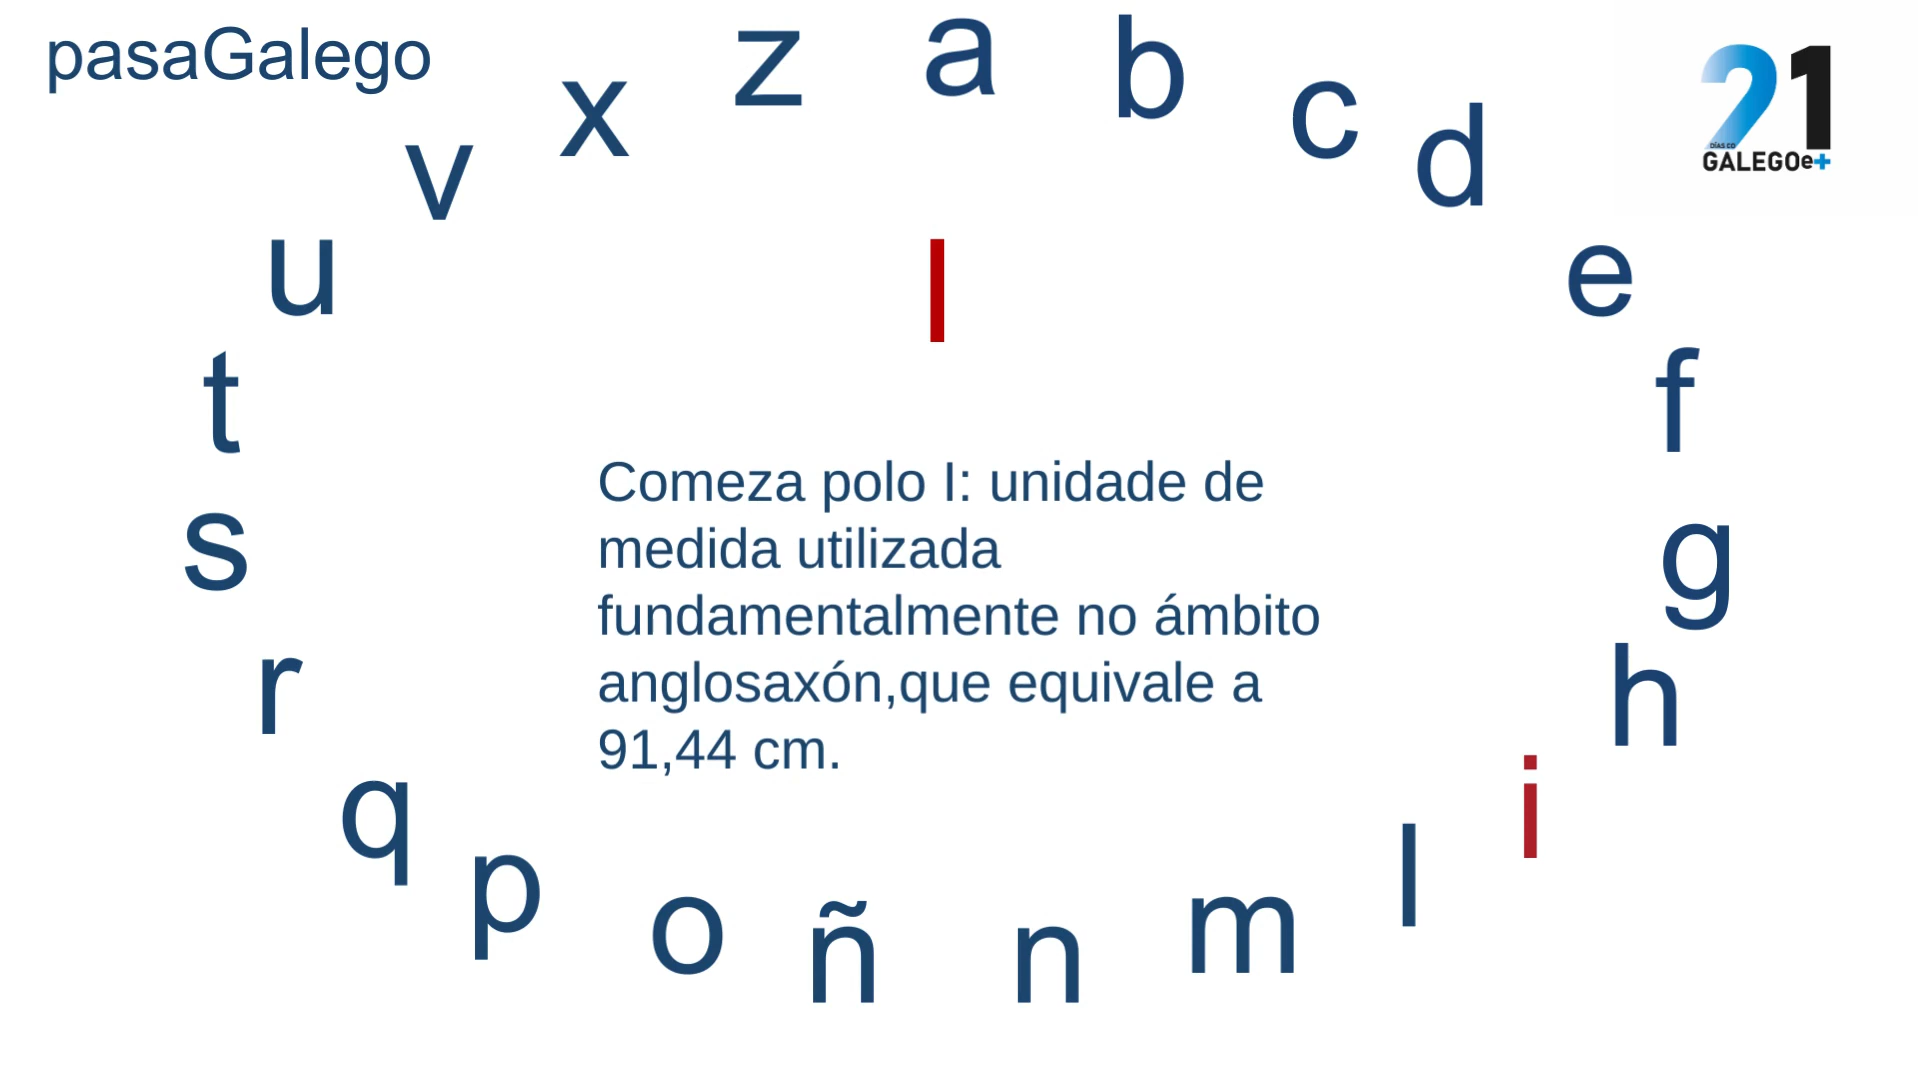 pasaGalego
z
a
b
x
c
d
v
21
DÍAS CO
GALEGOe+
u
I
e
t
f
Comeza polo I: unidade de
medida utilizada
fundamentalmente no ámbito
anglosaxón,que equivale a
91,44 cm.
s
g
r
h
q
i
p
l
o
ñ
n
m